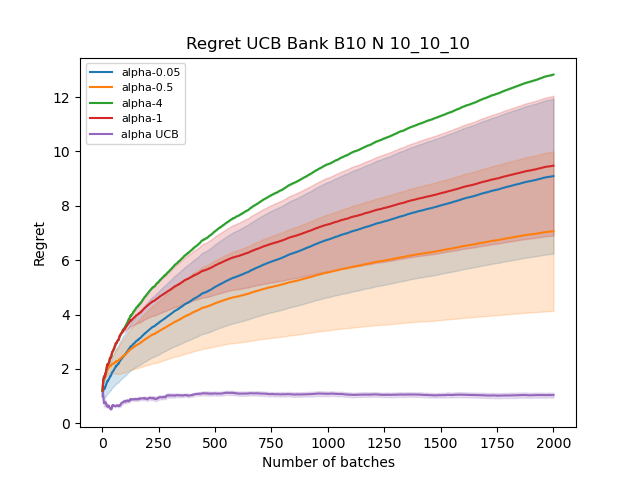 Regret UCB Bank B10 N 10_10_10
alpha-0.05
alpha-0.5
alpha-4
alpha-1
alpha UCB
Regret
12
10
8
6
4
2
0
0 250 500 750 1000 1250 1500 1750 2000
Number of batches